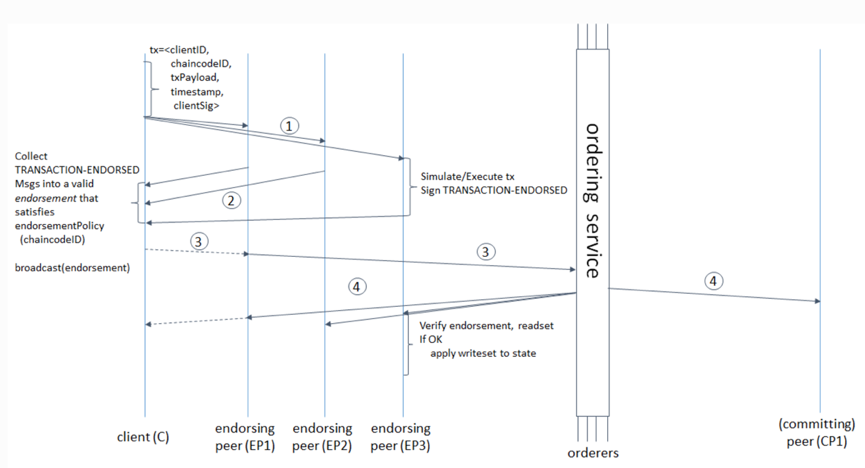 tx=<clientID,
chaincodeID,
txPayload,
timestamp,
clientSig>
1
Collect
TRANSACTION-ENDORSED
Msgs into a valid
endorsement that
satisfies
endorsementPolicy
(chaincodeID)
Simulate/Execute tx
Sign TRANSACTION-ENDORSED
2
3
3
broadcast(endorsement)
4
4
Verify endorsement, readset
If OK
apply writeset to state
ordering service
client (C)
endorsing
peer (EP1)
endorsing
peer (EP2)
endorsing
peer (EP3)
orderers
(committing)
peer (CP1)